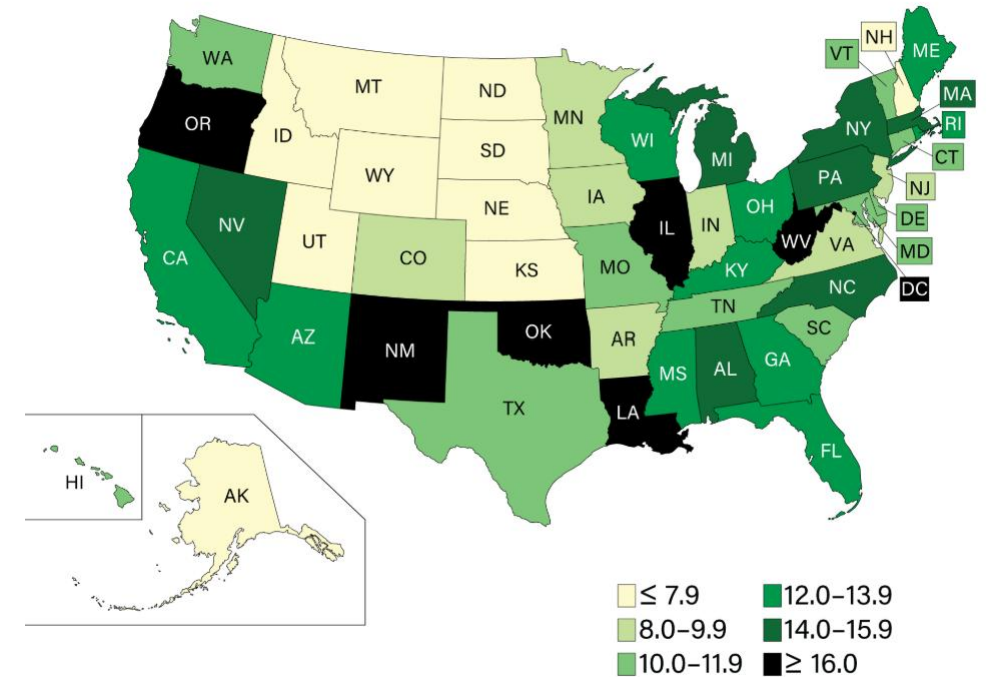 NH
ME
VT
WA
MT
ND
MN
MA
OR
ID
SD
WI
NY
RI
MI
CT
WY
PA
NJ
IA
NE
OH
DE
NV
IL
IN
WV
VA
MD
UT
CO
CA
KS
MO
KY
DC
NC
TN
SC
AZ
NM
OK
AR
MS
AL
GA
TX
LA
FL
HI
AK
≤ 7.9
8.0–9.9
10.0–11.9
12.0–13.9
14.0–15.9
≥ 16.0